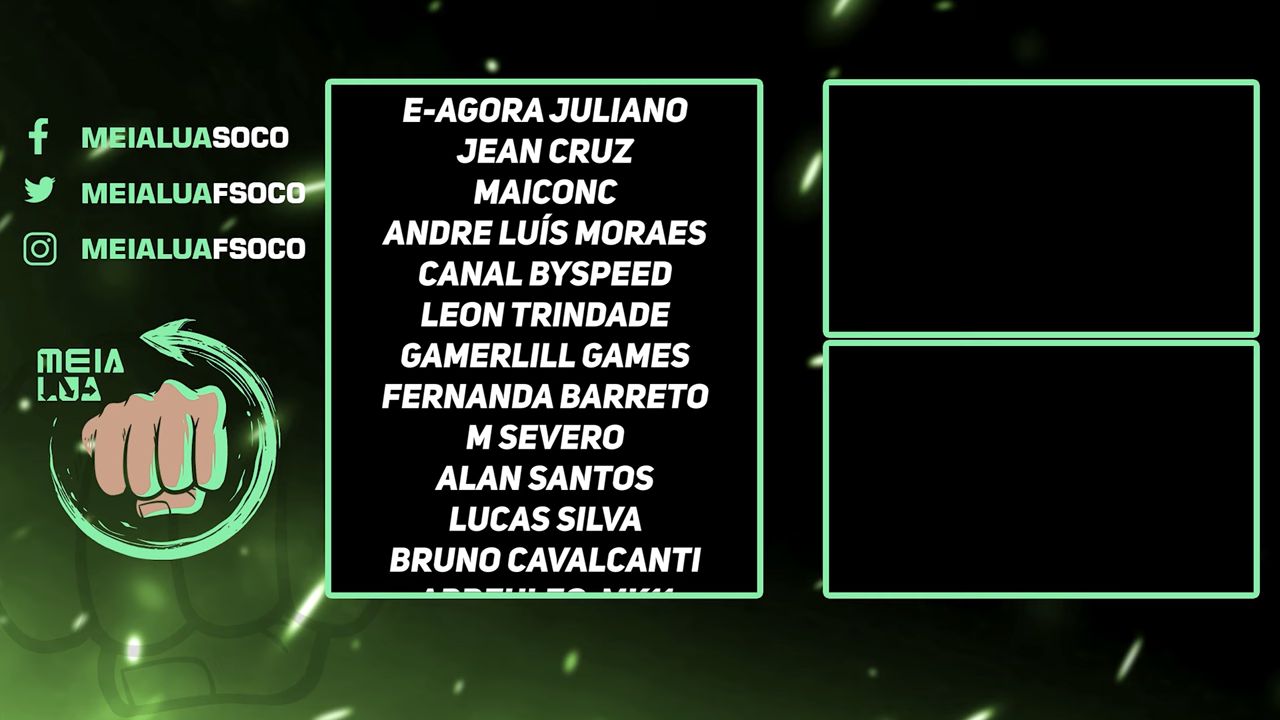 MEIALUASOCO
MEIALUAFSOCO
MEIALUAFSOCO
MEIA
LUA
E-AGORA JULIANO
JEAN CRUZ
MAICONC
ANDRE LUÍS MORAES
CANAL BYSPEED
LEON TRINDADE
GAMERLILL GAMES
FERNANDA BARRETO
M SEVERO
ALAN SANTOS
LUCAS SILVA
BRUNO CAVALCANTI